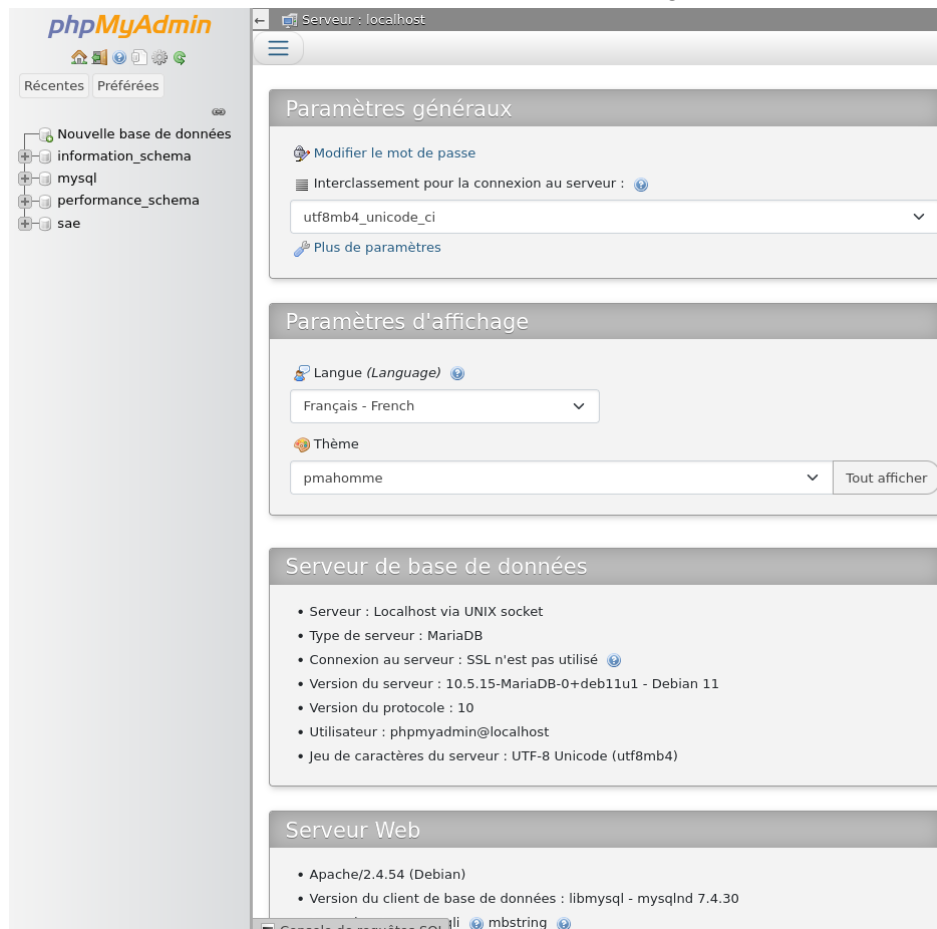 phpMyAdmin
Récentes Préférées
Nouvelle base de données
information_schema
mysql
performance_schema
sae
← Serveur : localhost
Paramètres généraux
Modifier le mot de passe
Interclassement pour la connexion au serveur :
utf8mb4_unicode_ci
Plus de paramètres
Paramètres d'affichage
Langue (Language)
Français - French
Thème
pmahomme
Tout afficher
Serveur de base de données
• Serveur : Localhost via UNIX socket
• Type de serveur : MariaDB
• Connexion au serveur : SSL n'est pas utilisé
• Version du serveur : 10.5.15-MariaDB-0+deb11u1 - Debian 11
• Version du protocole : 10
• Utilisateur : phpmyadmin@localhost
• Jeu de caractères du serveur : UTF-8 Unicode (utf8mb4)
Serveur Web
• Apache/2.4.54 (Debian)
• Version du client de base de données : libmysql - mysqlnd 7.4.30
mbstring
Console de requêtes SQL